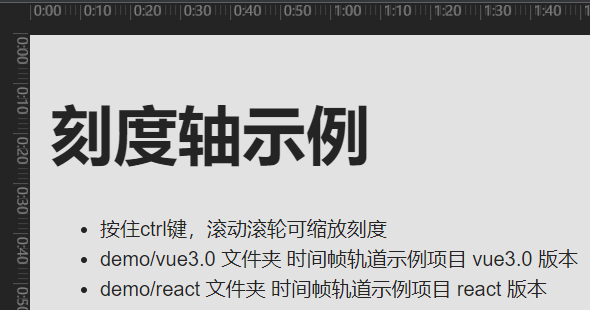 0:00 0:10 0:20 0:30 0:40 0:50 1:00 1:10 1:20 1:30 1:40
0:00
0:10
0:20
0:30
0:40
刻度轴示例
按住ctrl键，滚动滚轮可缩放刻度
demo/vue3.0 文件夹 时间帧轨道示例项目 vue3.0 版本
demo/react 文件夹 时间帧轨道示例项目 react 版本